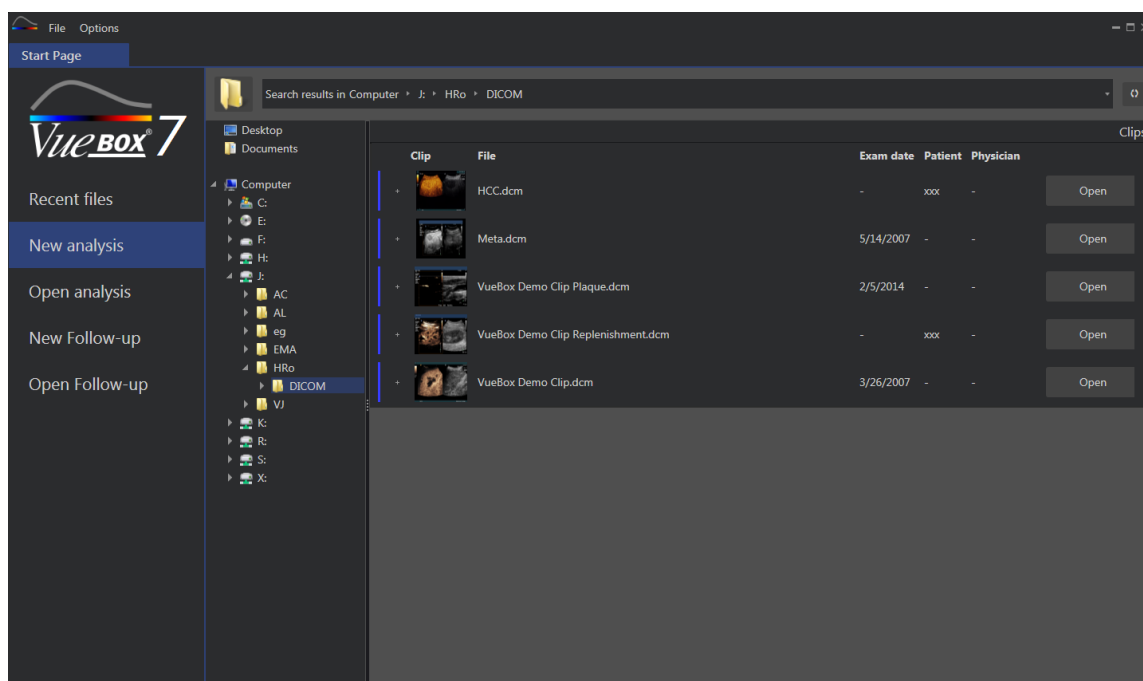 File Options
Start Page
VUEBOX® 7
Recent files
New analysis
Open analysis
New Follow-up
Open Follow-up
Search results in Computer ▸ J: ▸ HRo ▸ DICOM
Desktop
Documents
Computer
C:
E:
F:
H:
J:
AC
AL
eg
EMA
HRo
DICOM
VJ
K:
R:
S:
X:
Clips
Clip File Exam date Patient Physician
+ HCC.dcm - xxx - Open
+ Meta.dcm 5/14/2007 - - Open
+ VueBox Demo Clip Plaque.dcm 2/5/2014 - - Open
+ VueBox Demo Clip Replenishment.dcm - xxx - Open
+ VueBox Demo Clip.dcm 3/26/2007 - - Open